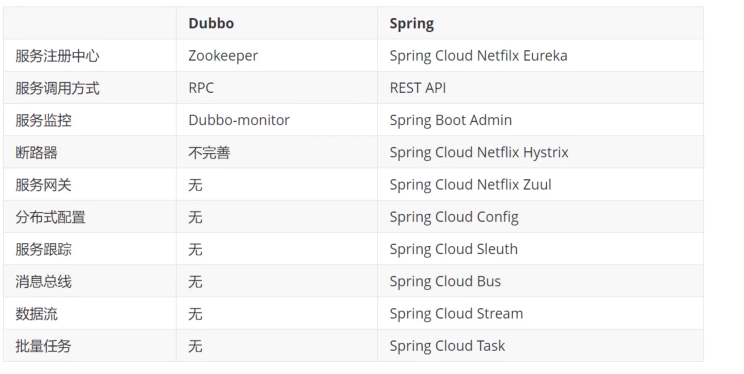 Dubbo Spring
服务注册中心 Zookeeper Spring Cloud Netfilx Eureka
服务调用方式 RPC REST API
服务监控 Dubbo-monitor Spring Boot Admin
断路器 不完善 Spring Cloud Netflix Hystrix
服务网关 无 Spring Cloud Netflix Zuul
分布式配置 无 Spring Cloud Config
服务跟踪 无 Spring Cloud Sleuth
消息总线 无 Spring Cloud Bus
数据流 无 Spring Cloud Stream
批量任务 无 Spring Cloud Task